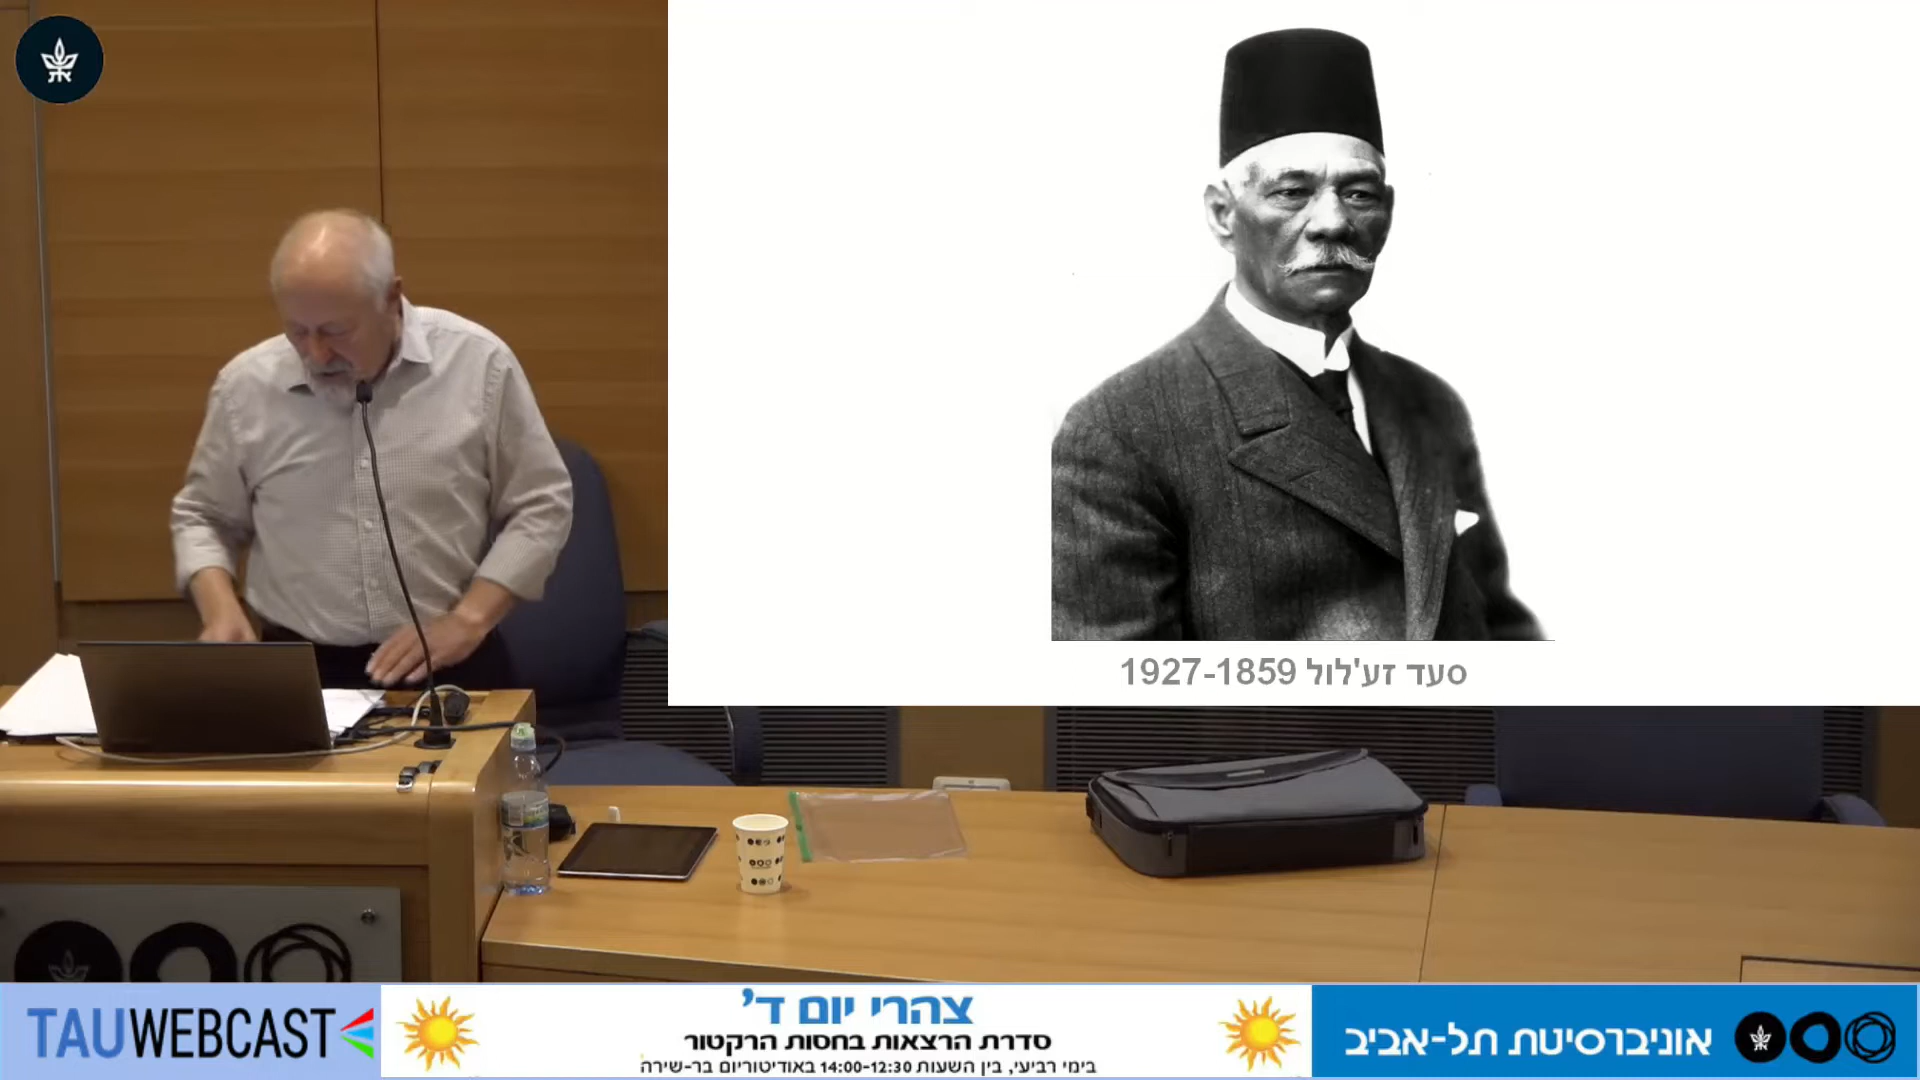 סעד זע'לול 1927-1859
TAUWEBCAST
צהרי יום ד'
סדרת הרצאות בחסות הרקטור
בימי רביעי, בין השעות 14:00-12:30 באודיטוריום בר-שירה
אוניברסיטת תל-אביב